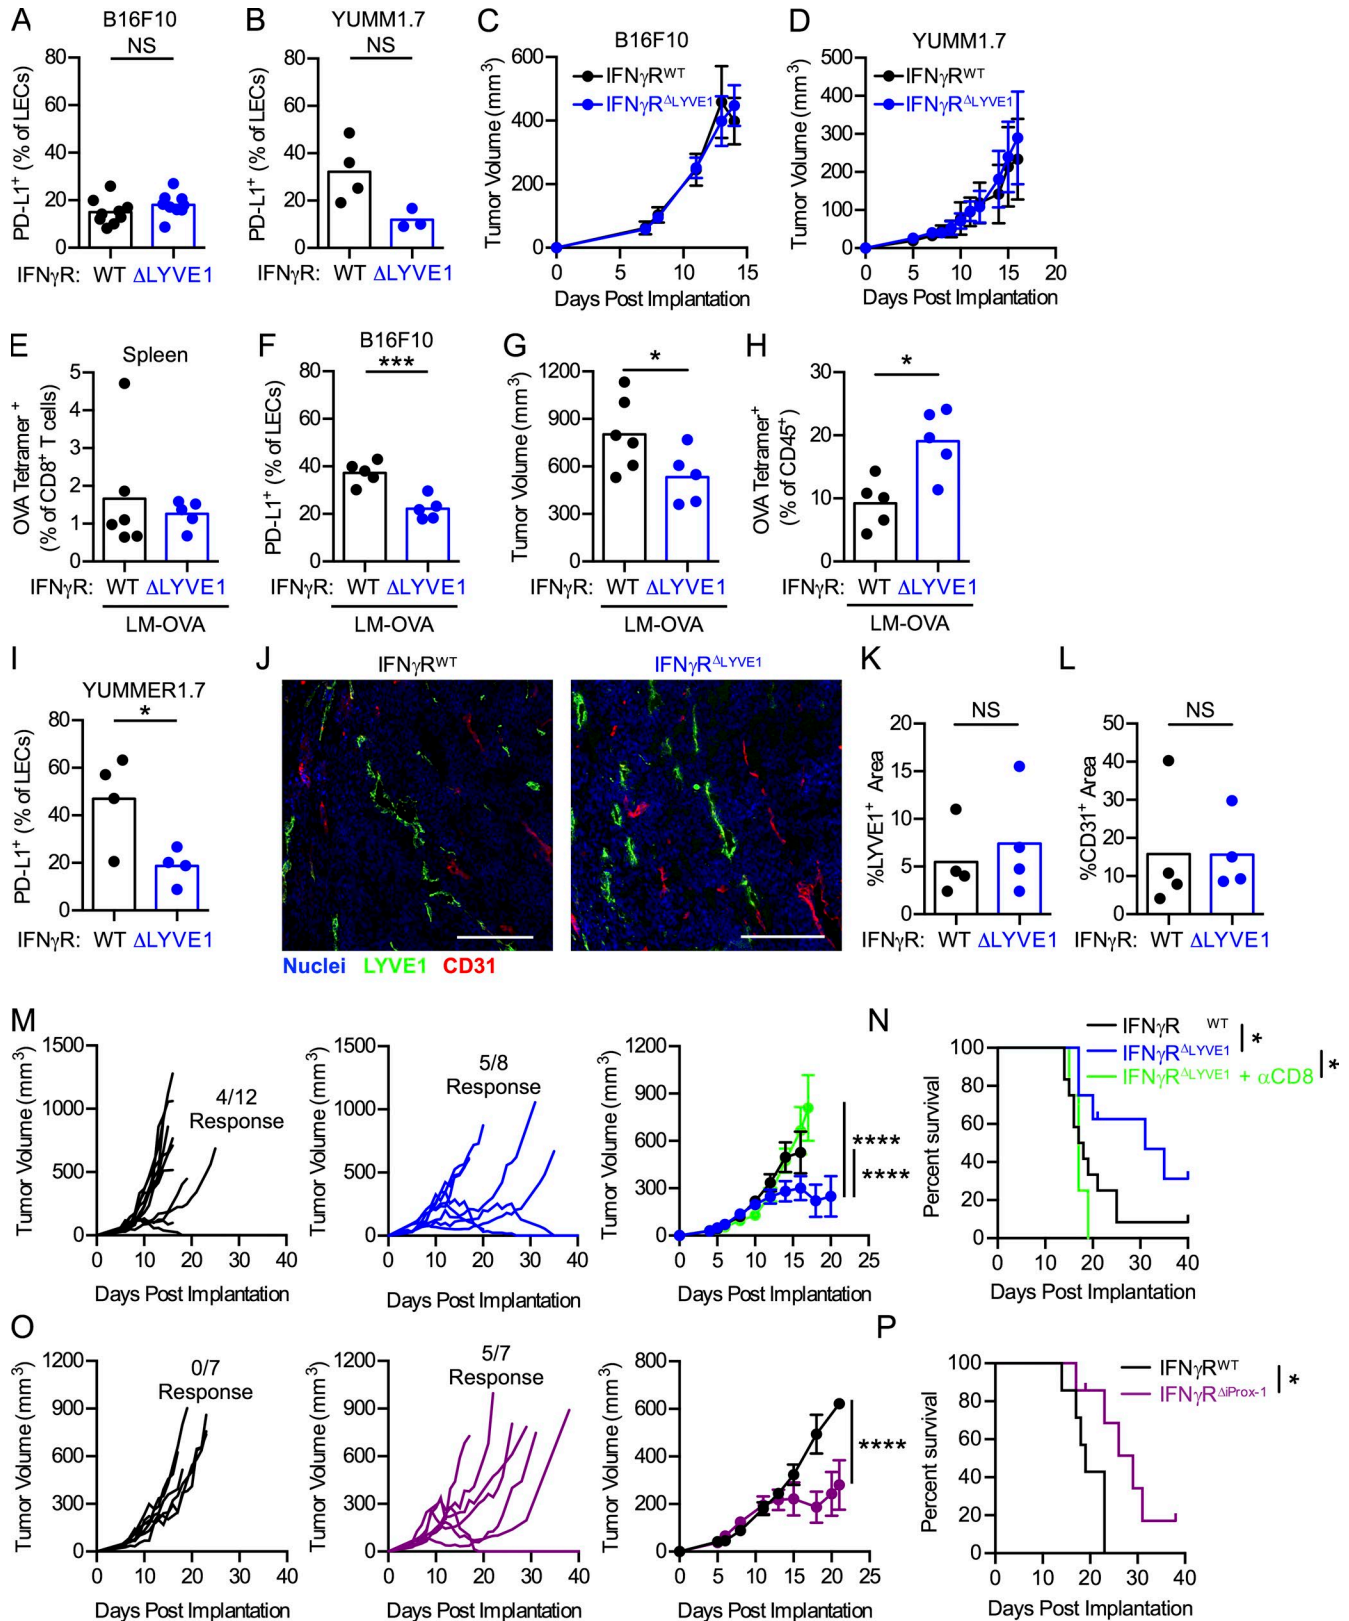 A
B16F10
NS
PD-L1+ (% of LECs)
80
60
40
20
0
IFNγR: WT ΔLYVE1
B
YUMM1.7
NS
PD-L1+ (% of LECs)
80
60
40
20
0
IFNγR: WT ΔLYVE1
C
B16F10
IFNγRWT
IFNγRΔLYVE1
Tumor Volume (mm3)
600
400
200
0
0 5 10 15
Days Post Implantation
D
YUMM1.7
IFNγRWT
IFNγRΔLYVE1
Tumor Volume (mm3)
500
400
300
200
100
0
0 5 10 15 20
Days Post Implantation
E
Spleen
OVA Tetramer+
(% of CD8+ T cells)
5
4
3
2
1
0
IFNγR: WT ΔLYVE1
LM-OVA
F
B16F10
***
PD-L1+ (% of LECs)
80
60
40
20
0
IFNγR: WT ΔLYVE1
LM-OVA
G
*
Tumor Volume (mm3)
1200
900
600
300
0
IFNγR: WT ΔLYVE1
LM-OVA
H
*
OVA Tetramer+
(% of CD45+)
30
20
10
0
IFNγR: WT ΔLYVE1
LM-OVA
I
YUMMER1.7
*
PD-L1+ (% of LECs)
80
60
40
20
0
IFNγR: WT ΔLYVE1
J
IFNγRWT
IFNγRΔLYVE1
Nuclei LYVE1 CD31
K
NS
%LYVE1+ Area
20
15
10
5
0
IFNγR: WT ΔLYVE1
L
NS
%CD31+ Area
50
40
30
20
10
0
IFNγR: WT ΔLYVE1
M
Tumor Volume (mm3)
1500
1000
500
0
4/12
Response
0 10 20 30 40
Days Post Implantation
Tumor Volume (mm3)
1500
1000
500
0
5/8
Response
0 10 20 30 40
Days Post Implantation
Tumor Volume (mm3)
1200
900
600
300
0
****
****
0 5 10 15 20 25
Days Post Implantation
N
IFNγR WT
IFNγRΔLYVE1
IFNγRΔLYVE1 + αCD8
*
*
Percent survival
100
80
60
40
20
0
0 10 20 30 40
Days Post Implantation
O
Tumor Volume (mm3)
1200
900
600
300
0
0/7
Response
0 10 20 30 40
Days Post Implantation
Tumor Volume (mm3)
1200
900
600
300
0
5/7
Response
0 10 20 30 40
Days Post Implantation
Tumor Volume (mm3)
800
600
400
200
0
****
0 5 10 15 20 25
Days Post Implantation
P
IFNγRWT
IFNγRΔiProx-1
*
Percent survival
100
80
60
40
20
0
0 10 20 30 40
Days Post Implantation